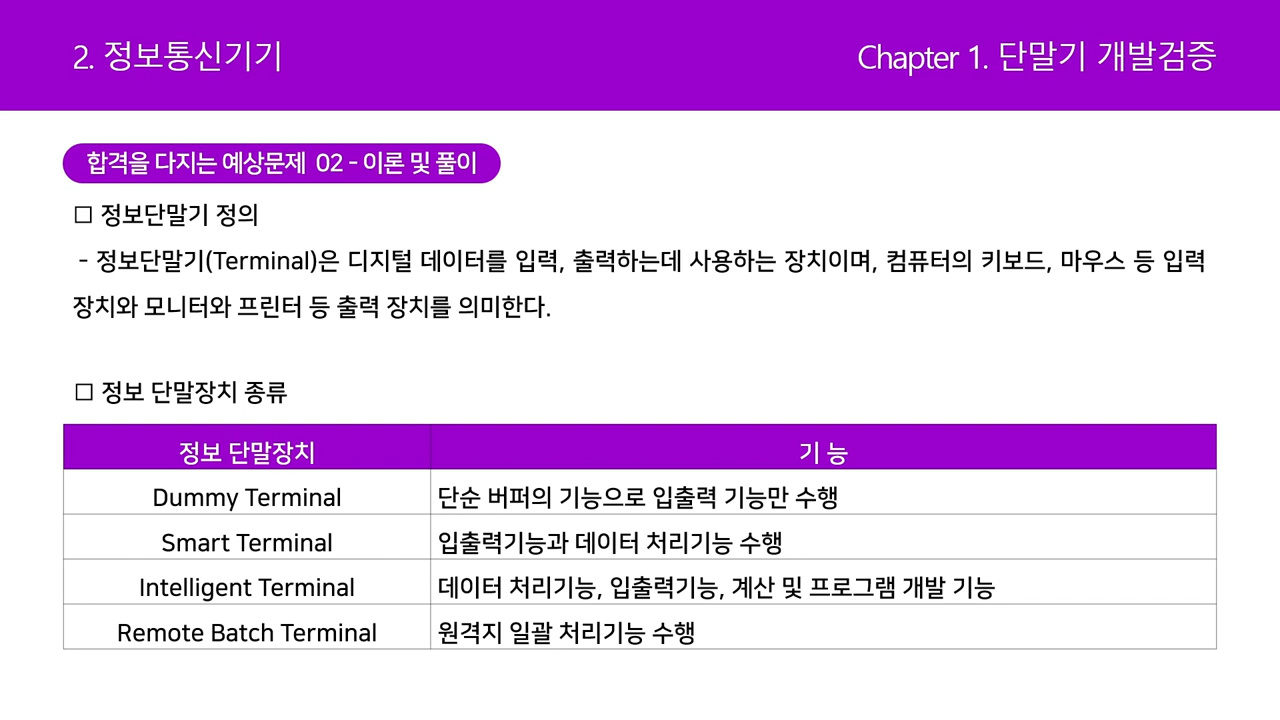 2. 정보통신기기
Chapter 1. 단말기 개발검증
합격을 다지는 예상문제 02 - 이론 및 풀이
□ 정보단말기 정의
- 정보단말기(Terminal)은 디지털 데이터를 입력, 출력하는데 사용하는 장치이며, 컴퓨터의 키보드, 마우스 등 입력
장치와 모니터와 프린터 등 출력 장치를 의미한다.
□ 정보 단말장치 종류
정보 단말장치 기 능
Dummy Terminal 단순 버퍼의 기능으로 입출력 기능만 수행
Smart Terminal 입출력기능과 데이터 처리기능 수행
Intelligent Terminal 데이터 처리기능, 입출력기능, 계산 및 프로그램 개발 기능
Remote Batch Terminal 원격지 일괄 처리기능 수행